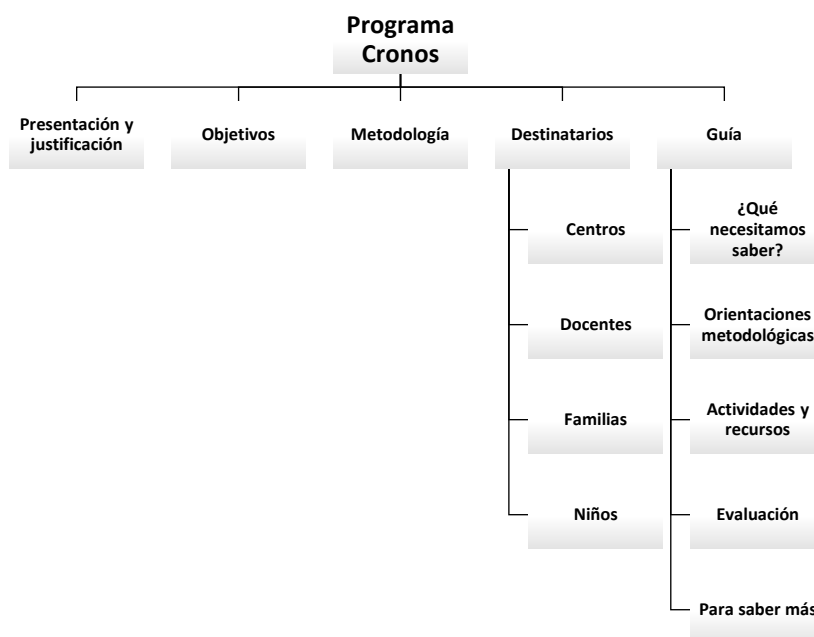 Programa
Cronos
Presentación y
justificación
Objetivos
Metodología
Destinatarios
Guía
Centros
Docentes
Familias
Niños
¿Qué
necesitamos
saber?
Orientaciones
metodológicas
Actividades y
recursos
Evaluación
Para saber más